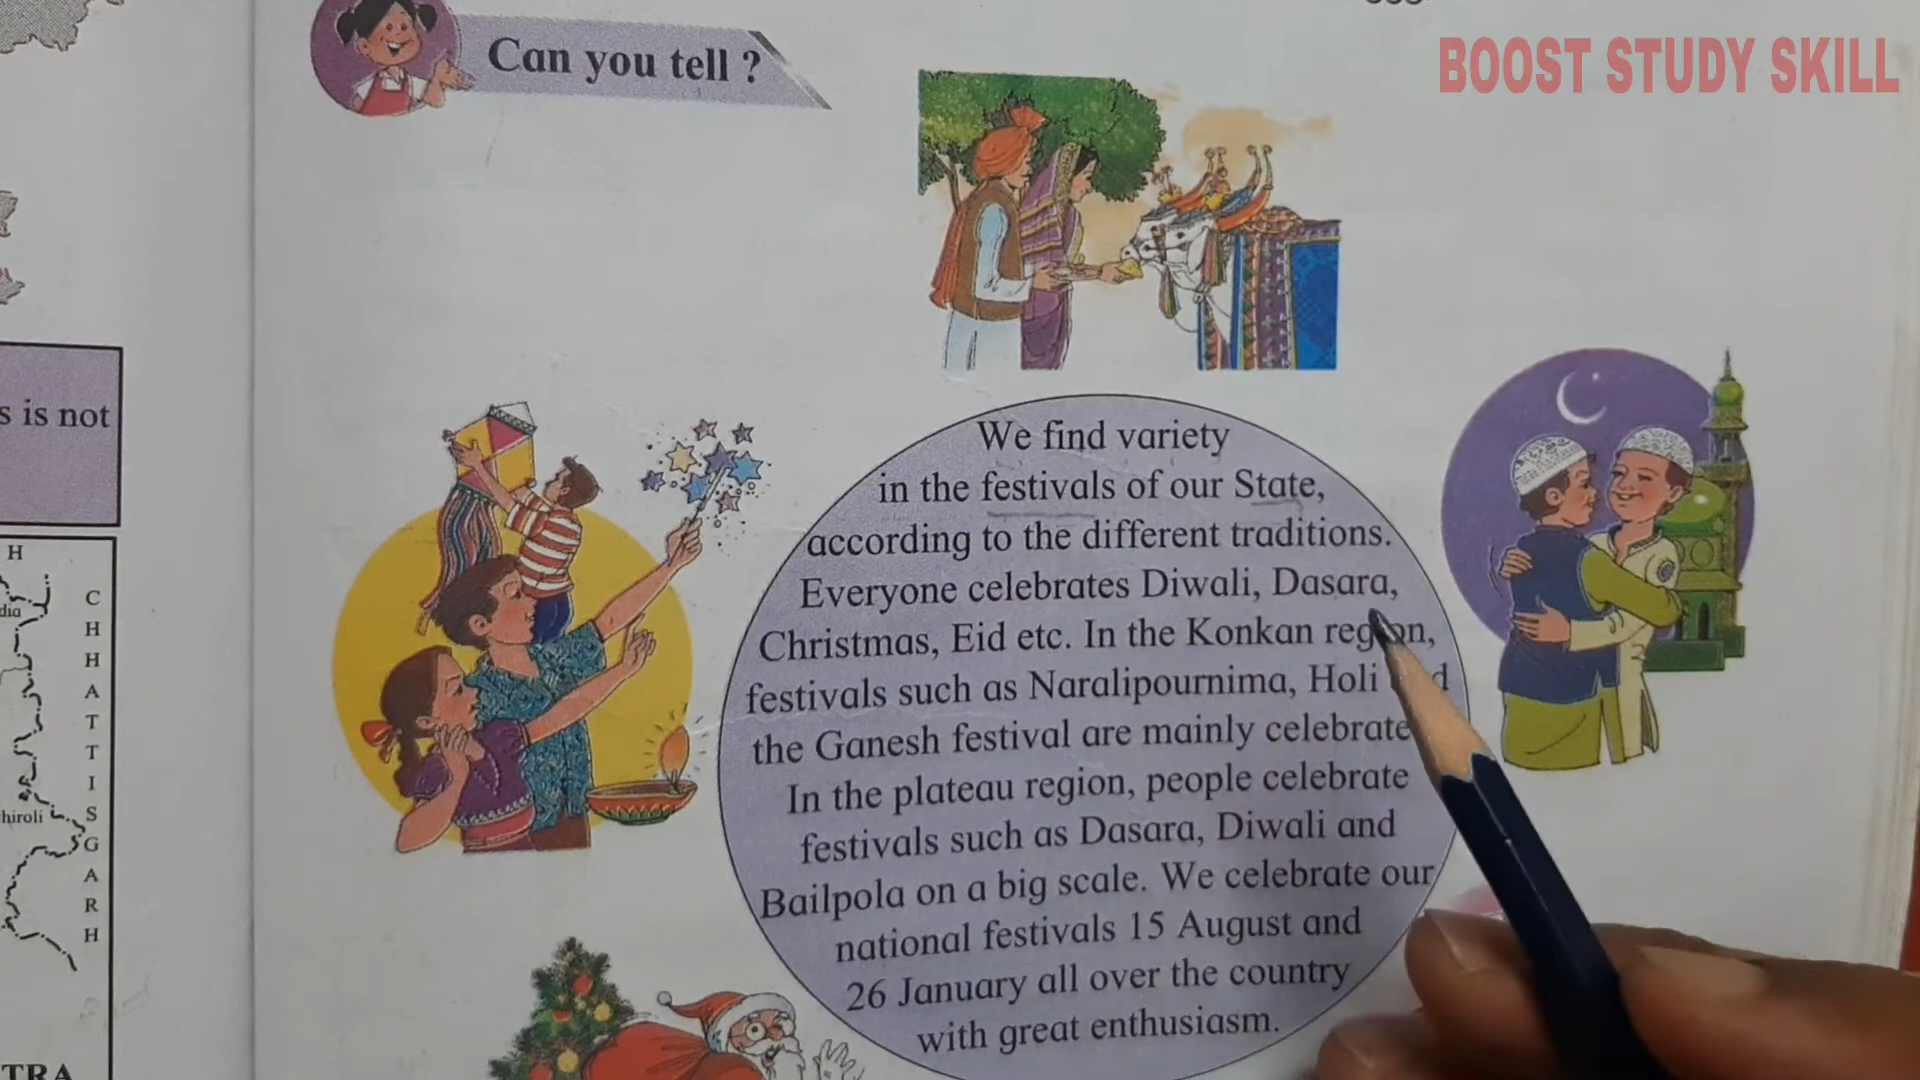 BOOST STUDY SKILL
Can you tell ?
s is not
H
dia
hiroli
CHHATTISGARH
TRA
We find variety
in the festivals of our State,
according to the different traditions.
Everyone celebrates Diwali, Dasara,
Christmas, Eid etc. In the Konkan region,
festivals such as Naralipournima, Holi
the Ganesh festival are mainly celebrate
In the plateau region, people celebrate
festivals such as Dasara, Diwali and
Bailpola on a big scale. We celebrate our
national festivals 15 August and
26 January all over the country
with great enthusiasm.